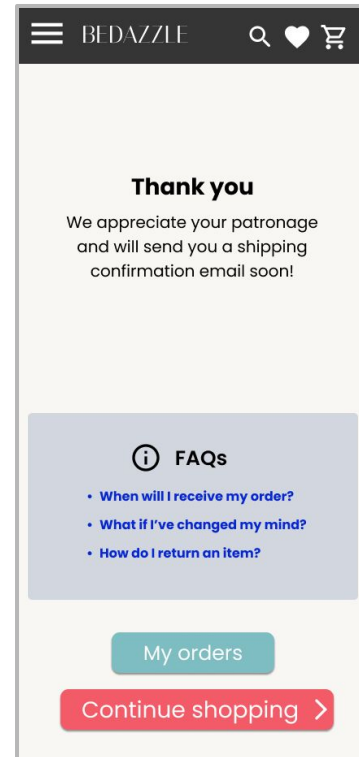 BEDAZZLE
Thank you
We appreciate your patronage
and will send you a shipping
confirmation email soon!
FAQs
• When will I receive my order?
• What if I've changed my mind?
• How do I return an item?
My orders
Continue shopping